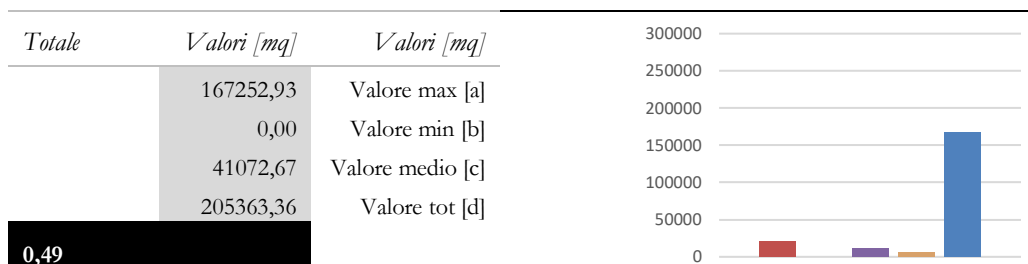 Totale Valori [mq] Valori [mq]
167252,93 Valore max [a]
0,00 Valore min [b]
41072,67 Valore medio [c]
205363,36 Valore tot [d]
0,49
300000
250000
200000
150000
100000
50000
0